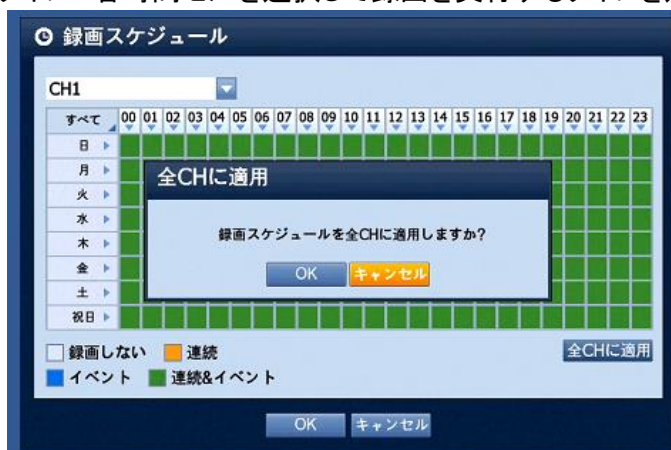 録画スケジュール
CH1
すべて 00 01 02 03 04 05 06 07 08 09 10 11 12 13 14 15 16 17 18 19 20 21 22 23
日
月
全CHに適用
火
水
録画スケジュールを全CHに適用しますか?
木
金
OK キャンセル
土
祝日
録画しない 連続 全CHに適用
イベント 連続&イベント
OK キャンセル